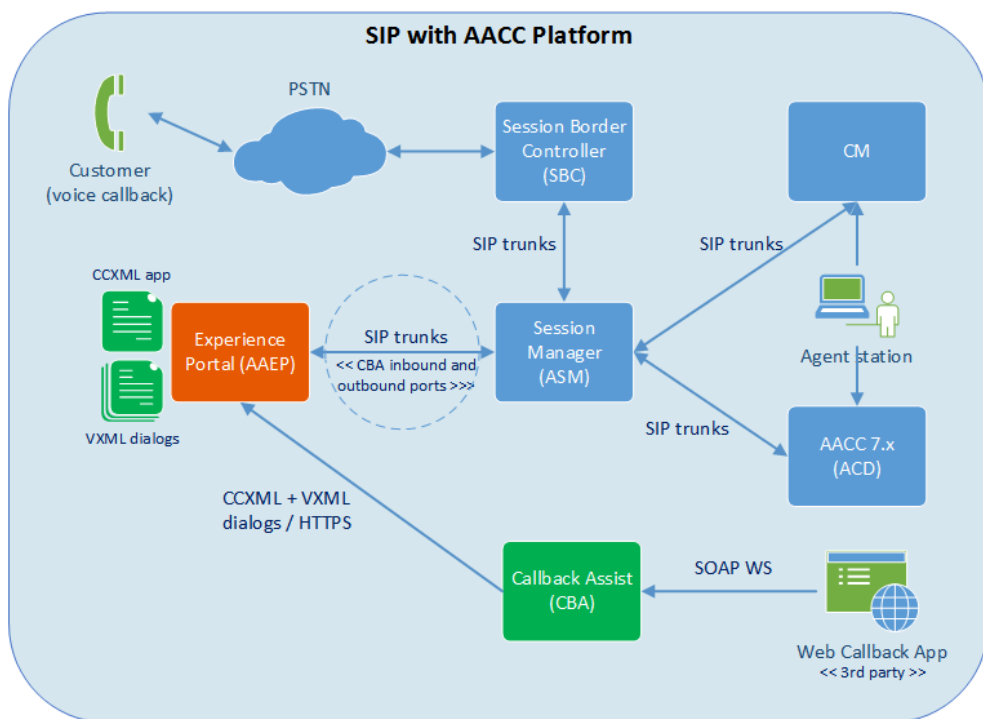 SIP with AACC Platform
PSTN
Customer
(voice callback)
Session Border
Controller
(SBC)
CM
SIP trunks
SIP trunks
CCXML app
Experience
Portal (AAEP)
SIP trunks
<< CBA inbound and
outbound ports >>>
Session
Manager
(ASM)
Agent station
VXML dialogs
SIP trunks
AACC 7.x
(ACD)
CCXML + VXML
dialogs / HTTPS
Callback Assist
(CBA)
SOAP WS
Web Callback App
<< 3rd party >>